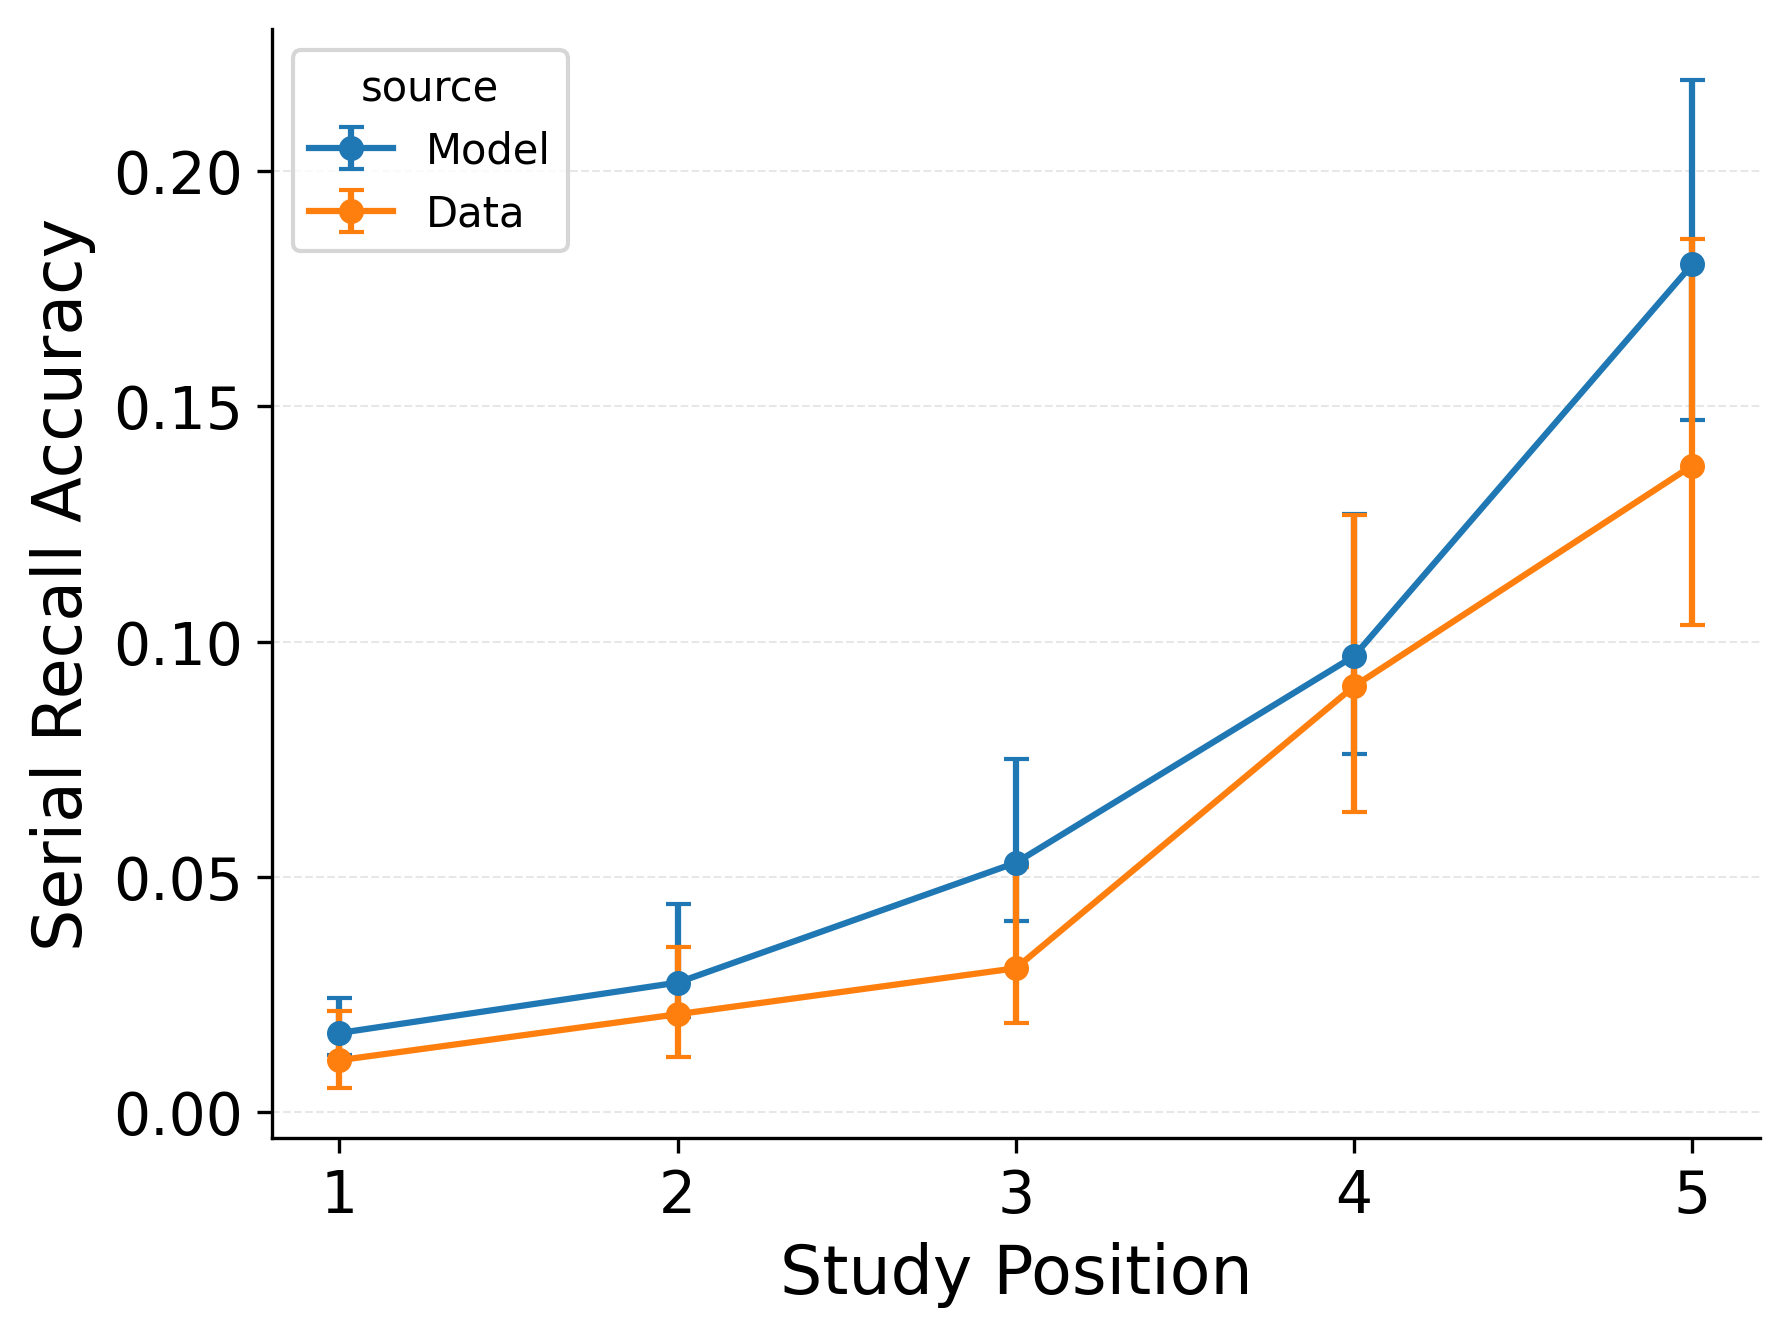 source
Model
Data
0.20
0.15
0.10
0.05
0.00
Serial Recall Accuracy
1 2 3 4 5
Study Position